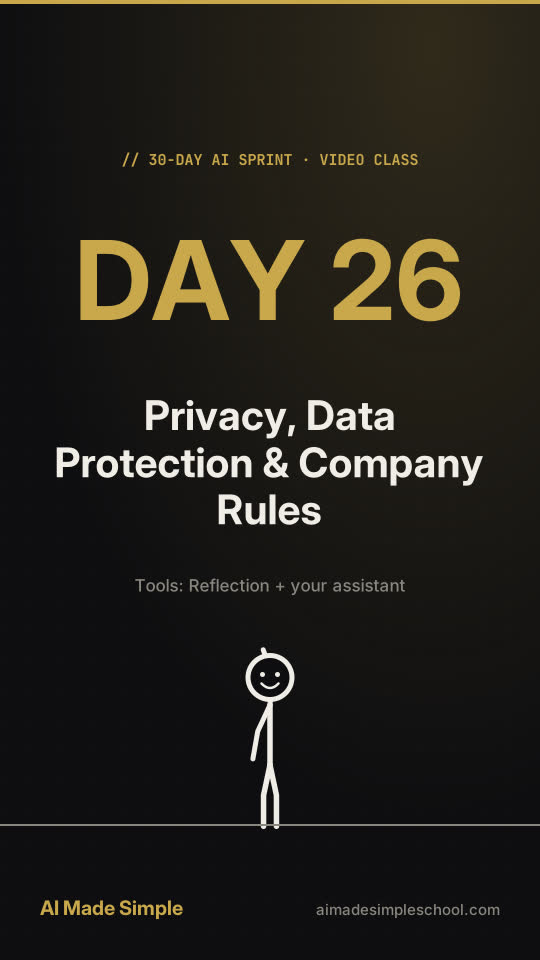 // 30-DAY AI SPRINT · VIDEO CLASS
DAY 26
Privacy, Data
Protection & Company
Rules
Tools: Reflection + your assistant
AI Made Simple
aimadesimpleschool.com